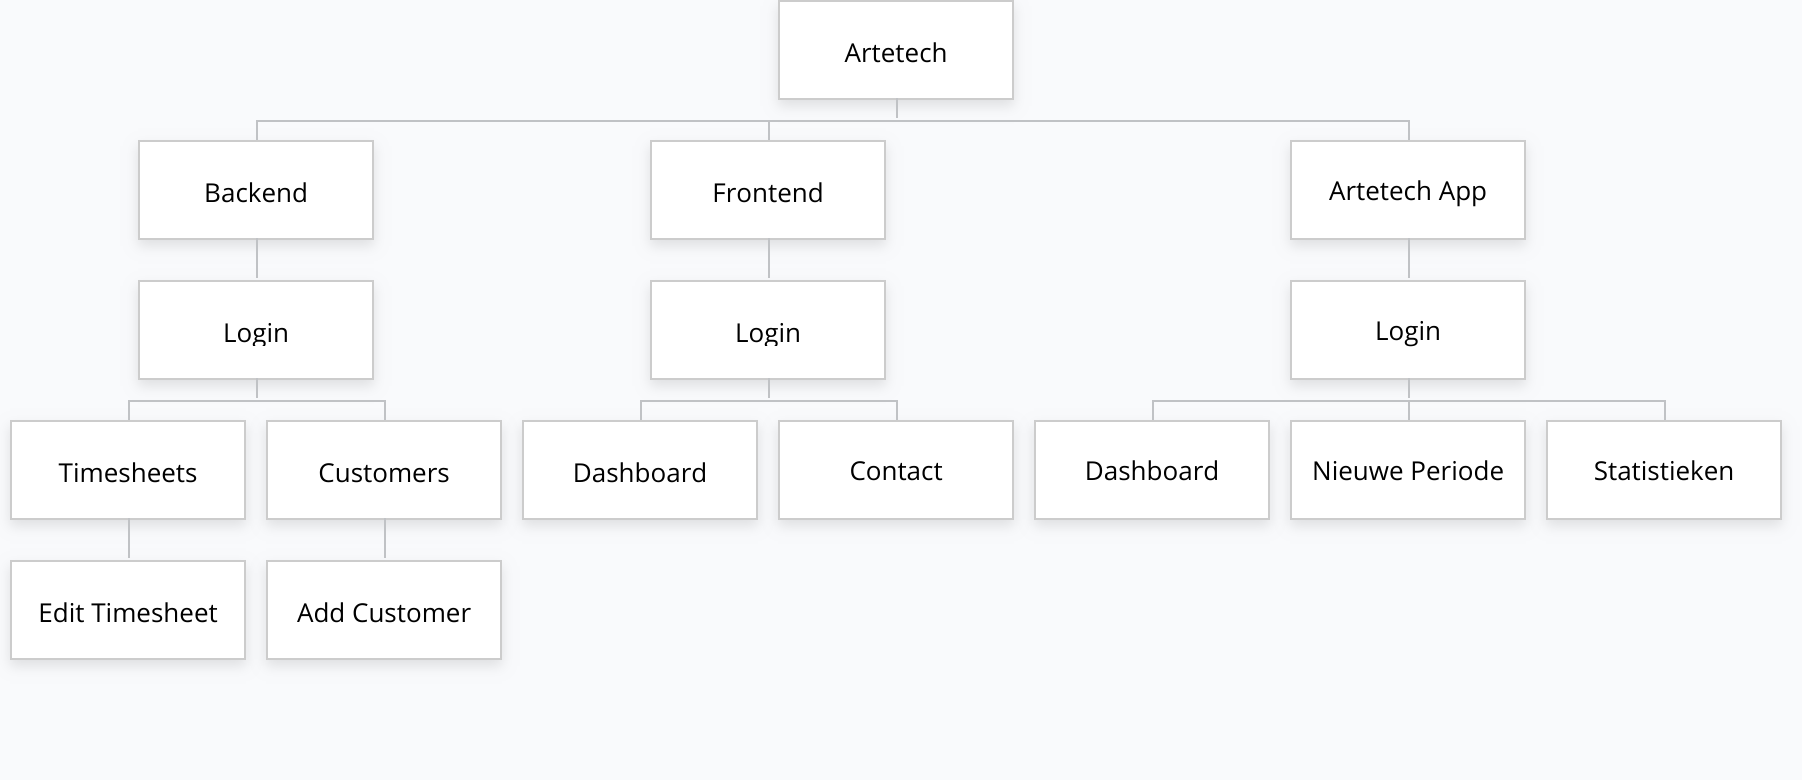 Artetech
Backend
Frontend
Artetech App
Login
Login
Login
Timesheets
Customers
Dashboard
Contact
Dashboard
Nieuwe Periode
Statistieken
Edit Timesheet
Add Customer